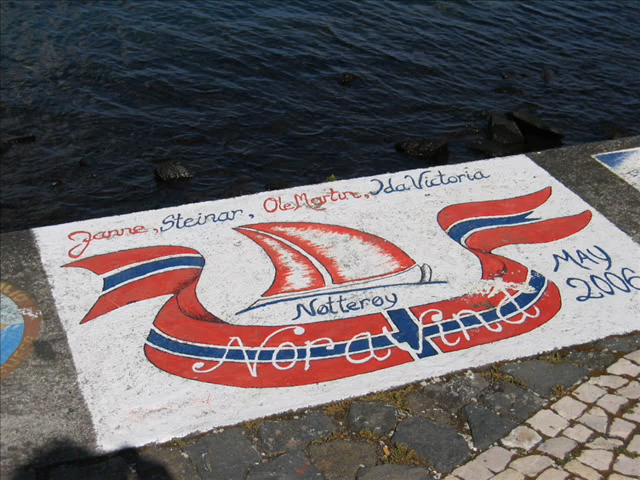 Janne, Steinar, Ole Martin, Ida Victoria
Nøtterøy
Nora Vind
MAY
2006